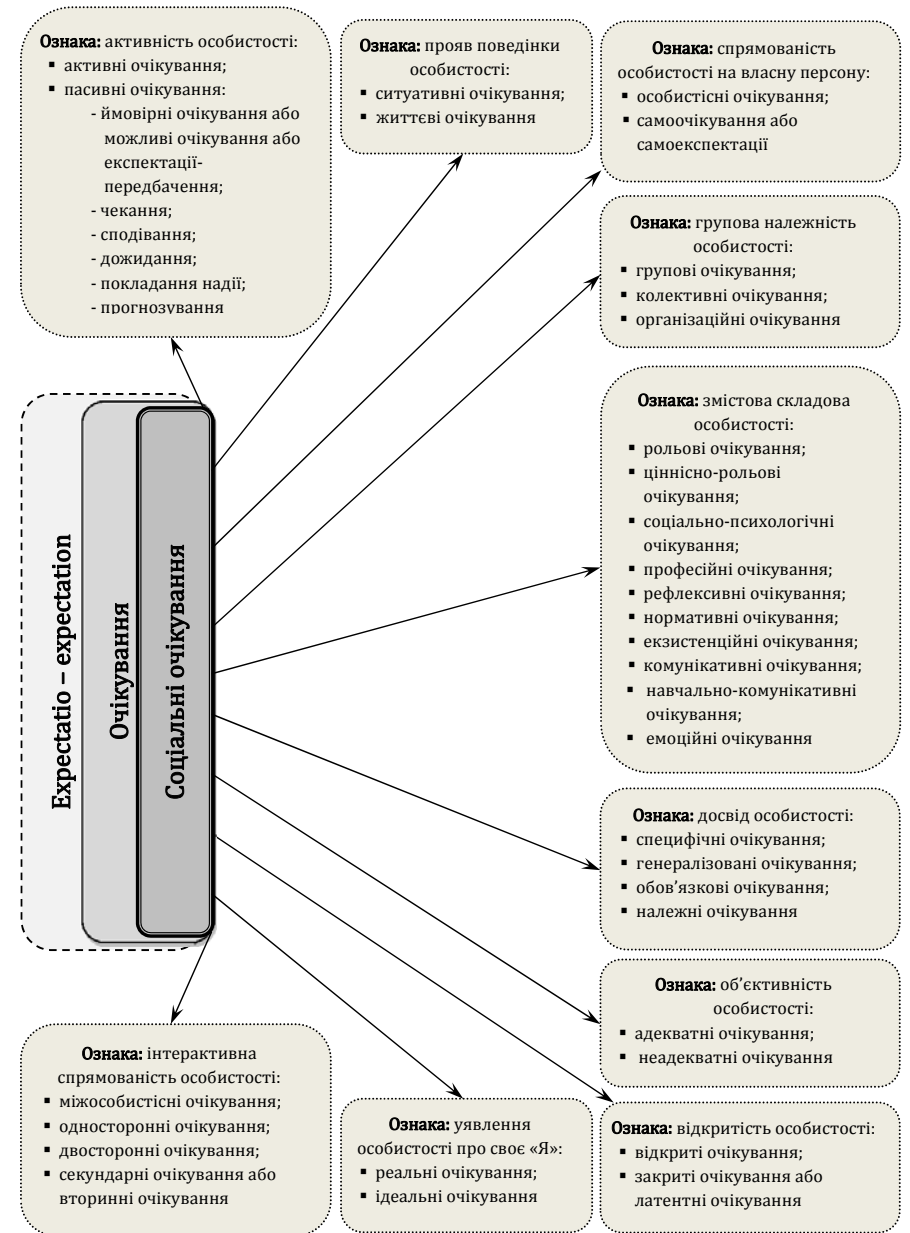 Ознака: активність особистості:
▪ активні очікування;
▪ пасивні очікування:
- ймовірні очікування або
можливі очікування або
експектації-
передбачення;
- чекання;
- сподівання;
- дожидання;
- покладання надії;
- прогнозування
Ознака: прояв поведінки
особистості:
▪ ситуативні очікування;
▪ життєві очікування
Ознака: спрямованість
особистості на власну персону:
▪ особистісні очікування;
▪ самоочікування або
самоекспектації
Ознака: групова належність
особистості:
▪ групові очікування;
▪ колективні очікування;
▪ організаційні очікування
Ознака: змістова складова
особистості:
▪ рольові очікування;
▪ ціннісно-рольові
очікування;
▪ соціально-психологічні
очікування;
▪ професійні очікування;
▪ рефлексивні очікування;
▪ нормативні очікування;
▪ екзистенційні очікування;
▪ комунікативні очікування;
▪ навчально-комунікативні
очікування;
▪ емоційні очікування
Expectatio – expectation
Очікування
Соціальні очікування
Ознака: досвід особистості:
▪ специфічні очікування;
▪ генералізовані очікування;
▪ обов’язкові очікування;
▪ належні очікування
Ознака: об’єктивність
особистості:
▪ адекватні очікування;
▪ неадекватні очікування
Ознака: інтерактивна
спрямованість особистості:
▪ міжособистісні очікування;
▪ односторонні очікування;
▪ двосторонні очікування;
▪ секундарні очікування або
вторинні очікування
Ознака: уявлення
особистості про своє «Я»:
▪ реальні очікування;
▪ ідеальні очікування
Ознака: відкритість особистості:
▪ відкриті очікування;
▪ закриті очікування або
латентні очікування